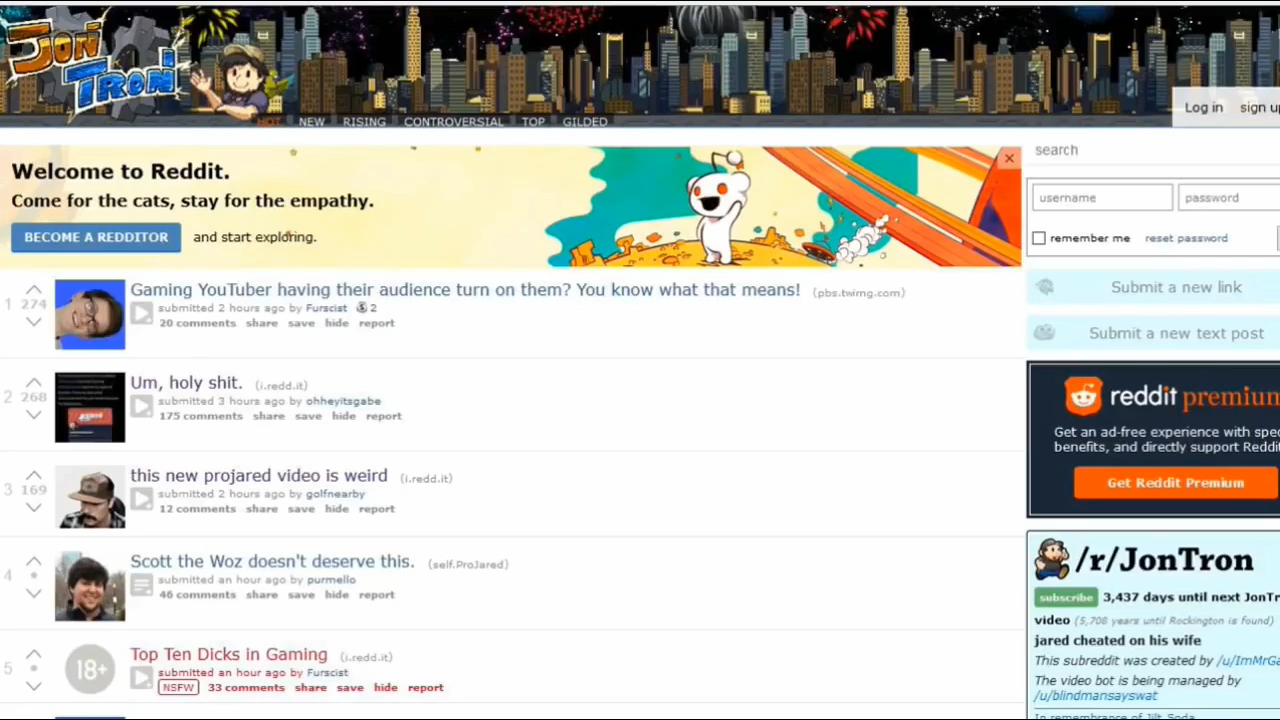 JON
TRON
HOT NEW RISING CONTROVERSIAL TOP GILDED
Log in sign up
Welcome to Reddit.
Come for the cats, stay for the empathy.
BECOME A REDDITOR and start exploring.
search
username password
remember me reset password
Submit a new link
Submit a new text post
1 274
Gaming YouTuber having their audience turn on them? You know what that means! (pbs.twimg.com)
submitted 2 hours ago by Furscist 2
20 comments share save hide report
2 268
Um, holy shit. (i.redd.it)
submitted 3 hours ago by ohheyitsgabe
175 comments share save hide report
3 169
this new projared video is weird (i.redd.it)
submitted 2 hours ago by golfnearby
12 comments share save hide report
4 •
Scott the Woz doesn't deserve this. (self.ProJared)
submitted an hour ago by purmello
46 comments share save hide report
5 •
18+
Top Ten Dicks in Gaming (i.redd.it)
submitted an hour ago by Furscist
NSFW 33 comments share save hide report
reddit premium
Get an ad-free experience with
benefits, and directly support Reddit
Get Reddit Premium
/r/JonTron
subscribe 3,437 days until next
video (5,708 years until Rockington is found)
jared cheated on his wife
This subreddit was created by
The video bot is being managed by
/u/blindmansayswat
In remembrance of Jilt Soda